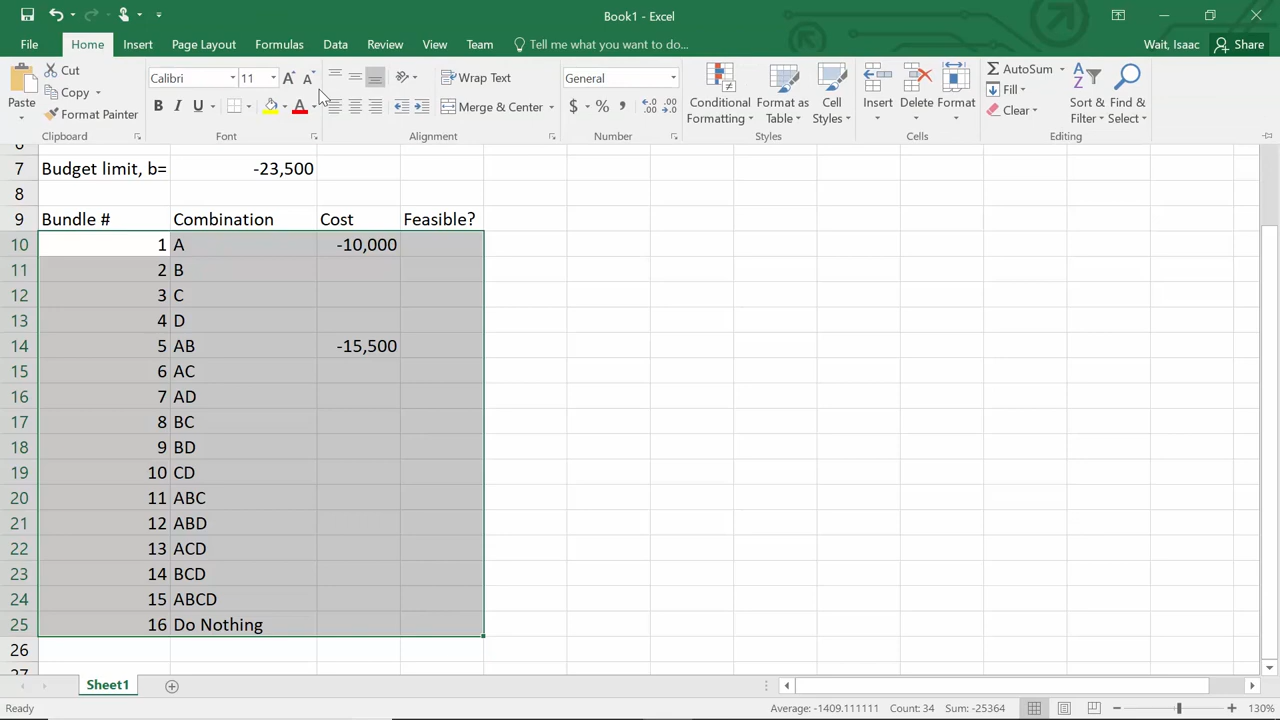 Book1 - Excel
File Home Insert Page Layout Formulas Data Review View Team Tell me what you want to do... Wait, Isaac Share
Paste
Cut
Copy
Format Painter
Clipboard
Calibri 11
B I U
Font
Wrap Text
Merge & Center
Alignment
General
$ % ,
Number
Conditional Formatting
Format as Table
Cell Styles
Styles
Insert
Delete
Format
Cells
AutoSum
Fill
Clear
Sort & Filter
Find & Select
Editing
7 Budget limit, b= -23,500
8
9 Bundle # Combination Cost Feasible?
10 1 A -10,000
11 2 B
12 3 C
13 4 D
14 5 AB -15,500
15 6 AC
16 7 AD
17 8 BC
18 9 BD
19 10 CD
20 11 ABC
21 12 ABD
22 13 ACD
23 14 BCD
24 15 ABCD
25 16 Do Nothing
26
27
Sheet1
Ready Average: -1409.111111 Count: 34 Sum: -25364 130%